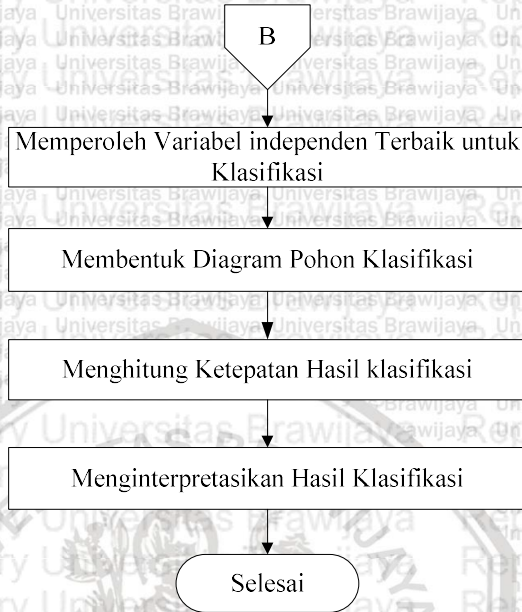 B
Memperoleh Variabel independen Terbaik untuk
Klasifikasi
Membentuk Diagram Pohon Klasifikasi
Menghitung Ketepatan Hasil klasifikasi
Menginterpretasikan Hasil Klasifikasi
Selesai